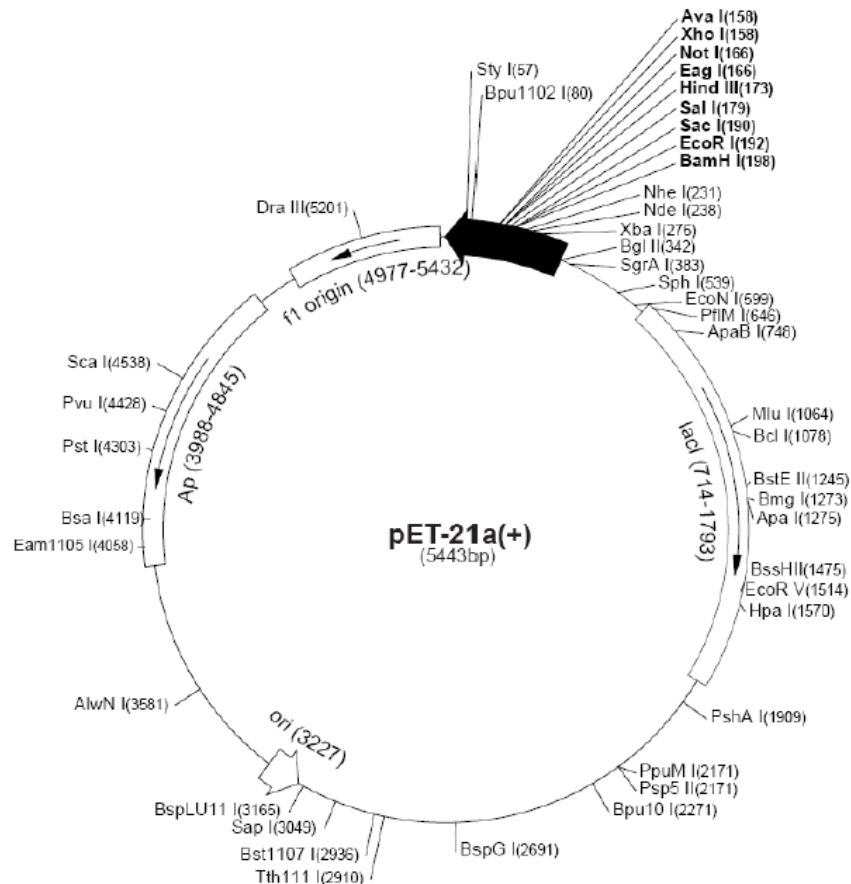 Ava I(158)
Xho I(158)
Not I(166)
Eag I(166)
Hind III(173)
Sal I(179)
Sac I(190)
EcoR I(192)
BamH I(198)
Sty I(57)
Bpu1102 I(80)
Nhe I(231)
Nde I(238)
Xba I(276)
Bgl II(342)
SgrA I(383)
Sph I(539)
EcoN I(599)
PflM I(646)
ApaB I(748)
Dra III(5201)
f1 origin (4977-5432)
Sca I(4538)
Pvu I(4428)
Pst I(4303)
Ap (3988-4845)
Bsa I(4119)
Eam1105 I(4058)
lacI (714-1793)
Mlu I(1064)
Bcl I(1078)
BstE II(1245)
Bmg I(1273)
Apa I(1275)
BssHII(1475)
EcoR V(1514)
Hpa I(1570)
pET-21a(+)
(5443bp)
AlwN I(3581)
ori (3227)
PshA I(1909)
PpuM I(2171)
Psp5 II(2171)
Bpu10 I(2271)
BspLU11 I(3165)
Sap I(3049)
Bst1107 I(2936)
Tth111 I(2910)
BspG I(2691)